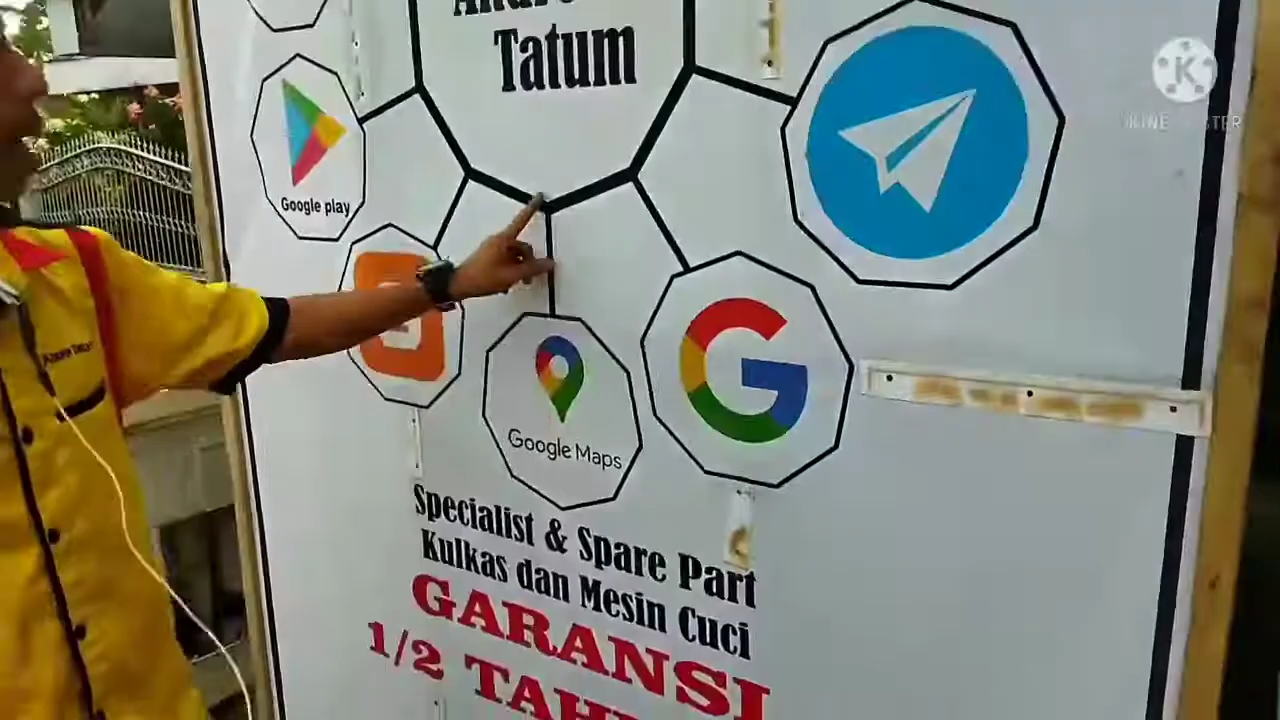 Tatum
Google play
Google Maps
Specialist & Spare Part
Kulkas dan Mesin Cuci
GARANSI
1/2